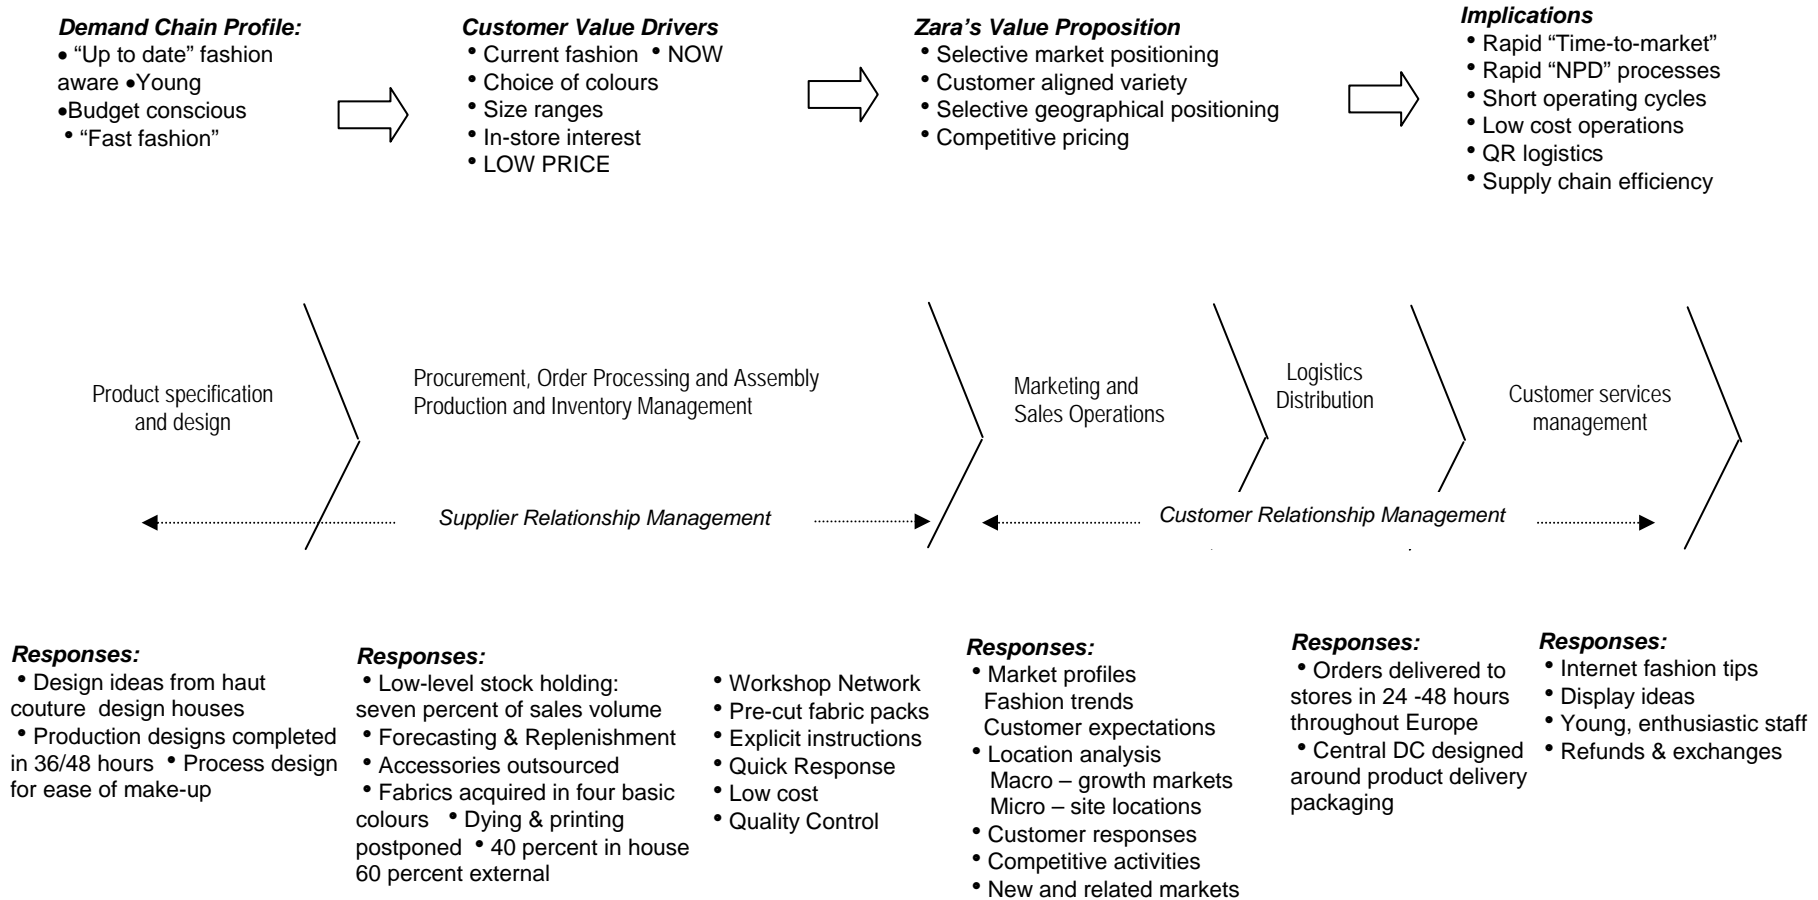 Demand Chain Profile:
• “Up to date” fashion
aware •Young
•Budget conscious
• “Fast fashion”
Customer Value Drivers
• Current fashion • NOW
• Choice of colours
• Size ranges
• In-store interest
• LOW PRICE
Zara’s Value Proposition
• Selective market positioning
• Customer aligned variety
• Selective geographical positioning
• Competitive pricing
Implications
• Rapid “Time-to-market”
• Rapid “NPD” processes
• Short operating cycles
• Low cost operations
• QR logistics
• Supply chain efficiency
Product specification
and design
Procurement, Order Processing and Assembly
Production and Inventory Management
Marketing and
Sales Operations
Logistics
Distribution
Customer services
management
Supplier Relationship Management
Customer Relationship Management
Responses:
• Design ideas from haut
couture design houses
• Production designs completed
in 36/48 hours • Process design
for ease of make-up
Responses:
• Low-level stock holding:
seven percent of sales volume
• Forecasting & Replenishment
• Accessories outsourced
• Fabrics acquired in four basic
colours • Dying & printing
postponed • 40 percent in house
60 percent external
• Workshop Network
• Pre-cut fabric packs
• Explicit instructions
• Quick Response
• Low cost
• Quality Control
Responses:
• Market profiles
Fashion trends
Customer expectations
• Location analysis
Macro – growth markets
Micro – site locations
• Customer responses
• Competitive activities
• New and related markets
Responses:
• Orders delivered to
stores in 24 -48 hours
throughout Europe
• Central DC designed
around product delivery
packaging
Responses:
• Internet fashion tips
• Display ideas
• Young, enthusiastic staff
• Refunds & exchanges